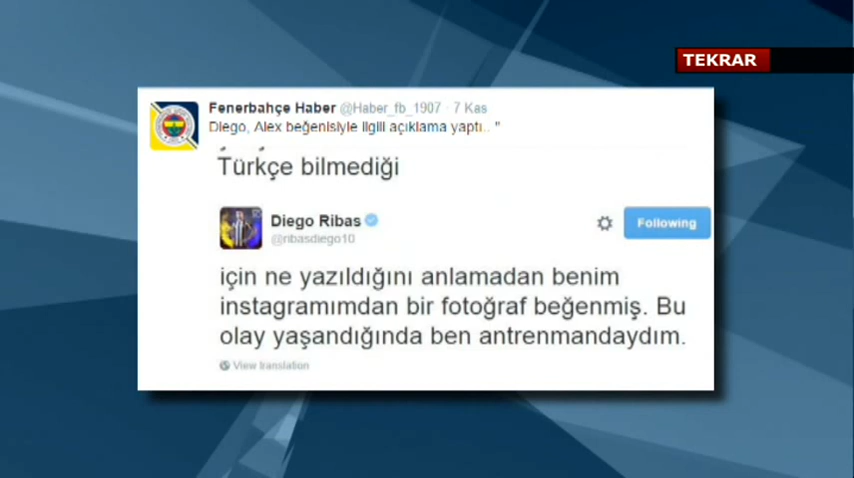 TEKRAR
Fenerbahçe Haber @Haber_fb_1907 · 7 Kas
Diego, Alex beğenisiyle ilgili açıklama yaptı.. "
Türkçe bilmediği
Diego Ribas
@ribasdiego10
Following
için ne yazıldığını anlamadan benim
instagramımdan bir fotoğraf beğenmiş. Bu
olay yaşandığında ben antrenmandaydım.
View translation